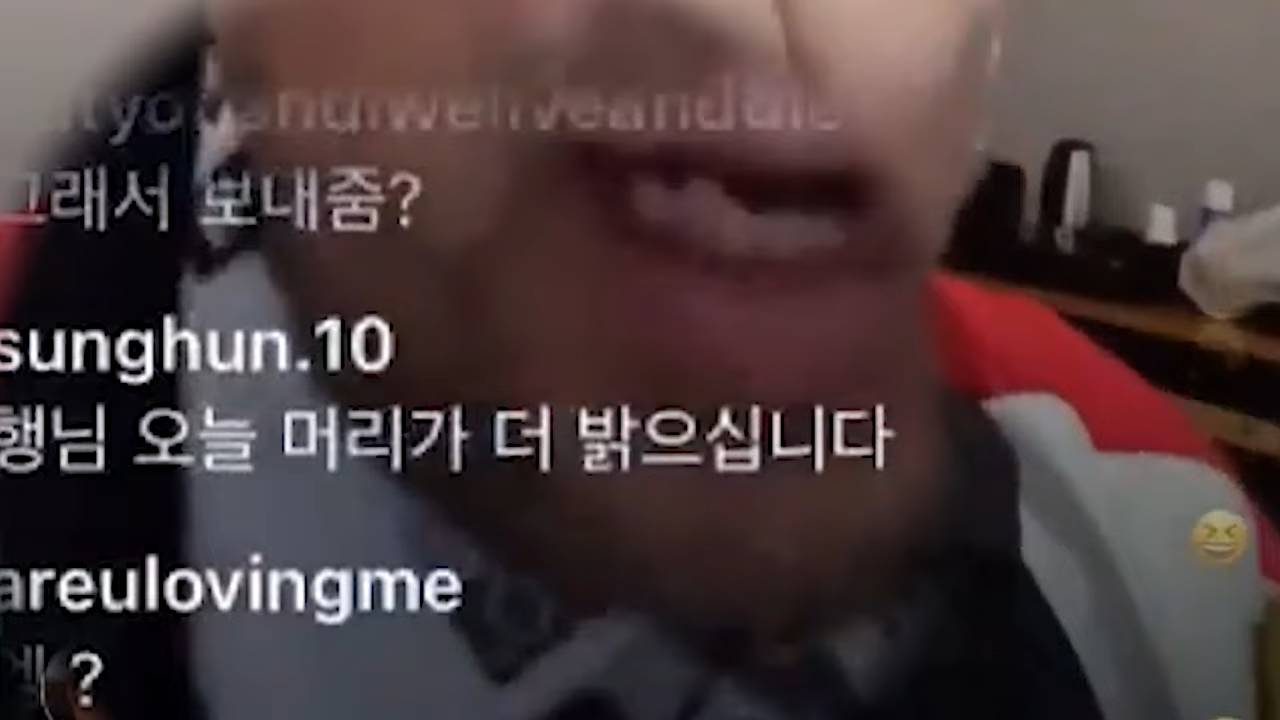 그래서 보내줌?
sunghun.10
행님 오늘 머리가 더 밝으십니다
areulovingme
?